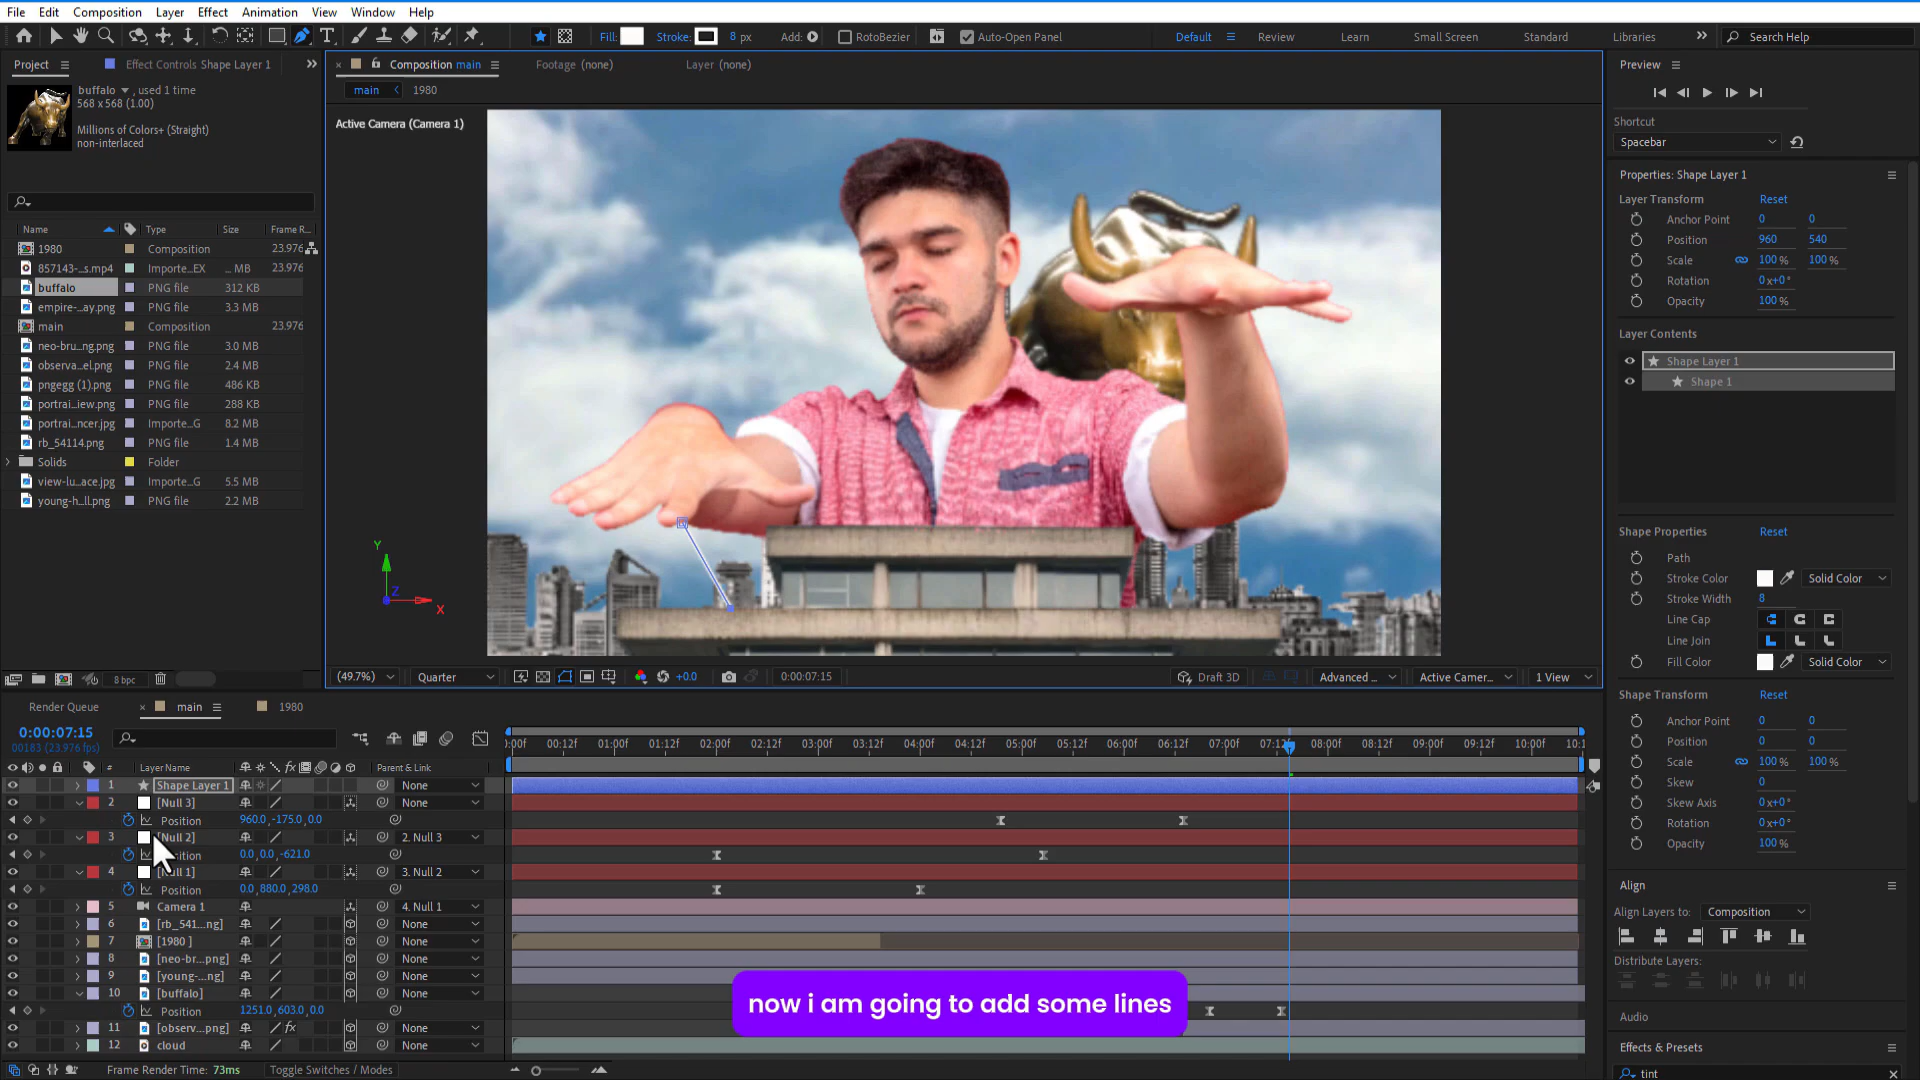 File Edit Composition Layer Effect Animation View Window Help
Fill: Stroke: 8 px Add: RotoBezier Auto-Open Panel Default Review Learn Small Screen Standard Libraries Search Help
Project Effect Controls Shape Layer 1
buffalo , used 1 time
568 x 568 (1.00)
Millions of Colors+ (Straight)
non-interlaced
Name Type Size Frame R...
1980 Composition 23.976
857143-...s.mp4 Importe...EX ... MB 23.976
buffalo PNG file 312 KB
empire-...ay.png PNG file 3.3 MB
main Composition 23.976
neo-bru...ng.png PNG file 3.0 MB
observa...el.png PNG file 2.4 MB
pngegg (1).png PNG file 486 KB
portrai...iew.png PNG file 288 KB
portrai...ncer.jpg Importe...G 8.2 MB
rb_54114.png PNG file 1.4 MB
Solids Folder
view-lu...ace.jpg Importe...G 5.5 MB
young-h...ll.png PNG file 2.2 MB
8 bpc
Composition main Footage (none) Layer (none)
main 1980
Active Camera (Camera 1)
Y
Z
X
(49.7%) Quarter +0.0 0:00:07:15 Draft 3D Advanced ... Active Camer... 1 View
Preview
Shortcut
Spacebar
Properties: Shape Layer 1
Layer Transform Reset
Anchor Point 0 0
Position 960 540
Scale 100 % 100 %
Rotation 0x+0°
Opacity 100 %
Layer Contents
Shape Layer 1
Shape 1
Shape Properties Reset
Path
Stroke Color Solid Color
Stroke Width 8
Line Cap
Line Join
Fill Color Solid Color
Shape Transform Reset
Anchor Point 0 0
Position 0 0
Scale 100 % 100 %
Skew 0
Skew Axis 0x+0°
Rotation 0x+0°
Opacity 100 %
Align
Align Layers to: Composition
Distribute Layers:
Audio
Effects & Presets
tint
Render Queue main 1980
0:00:07:15
00183 (23.976 fps)
:00f 00:12f 01:00f 01:12f 02:00f 02:12f 03:00f 03:12f 04:00f 04:12f 05:00f 05:12f 06:00f 06:12f 07:00f 07:12f 08:00f 08:12f 09:00f 09:12f 10:00f 10:1
# Layer Name fx Parent & Link
1 Shape Layer 1 None
2 [Null 3] None
Position 960.0,-175.0,0.0
3 [Null 2] 2. Null 3
0.0,0.0,-621.0
4 3. Null 2
Position 0.0,880.0,298.0
5 Camera 1 4. Null 1
6 [rb_541...ng] None
7 [1980 ] None
8 [neo-br...png] None
9 [young-...ng] None
10 [buffalo] None
Position 1251.0,603.0,0.0
11 [observ...png] fx None
12 cloud None
now i am going to add some lines
Frame Render Time: 73ms Toggle Switches / Modes